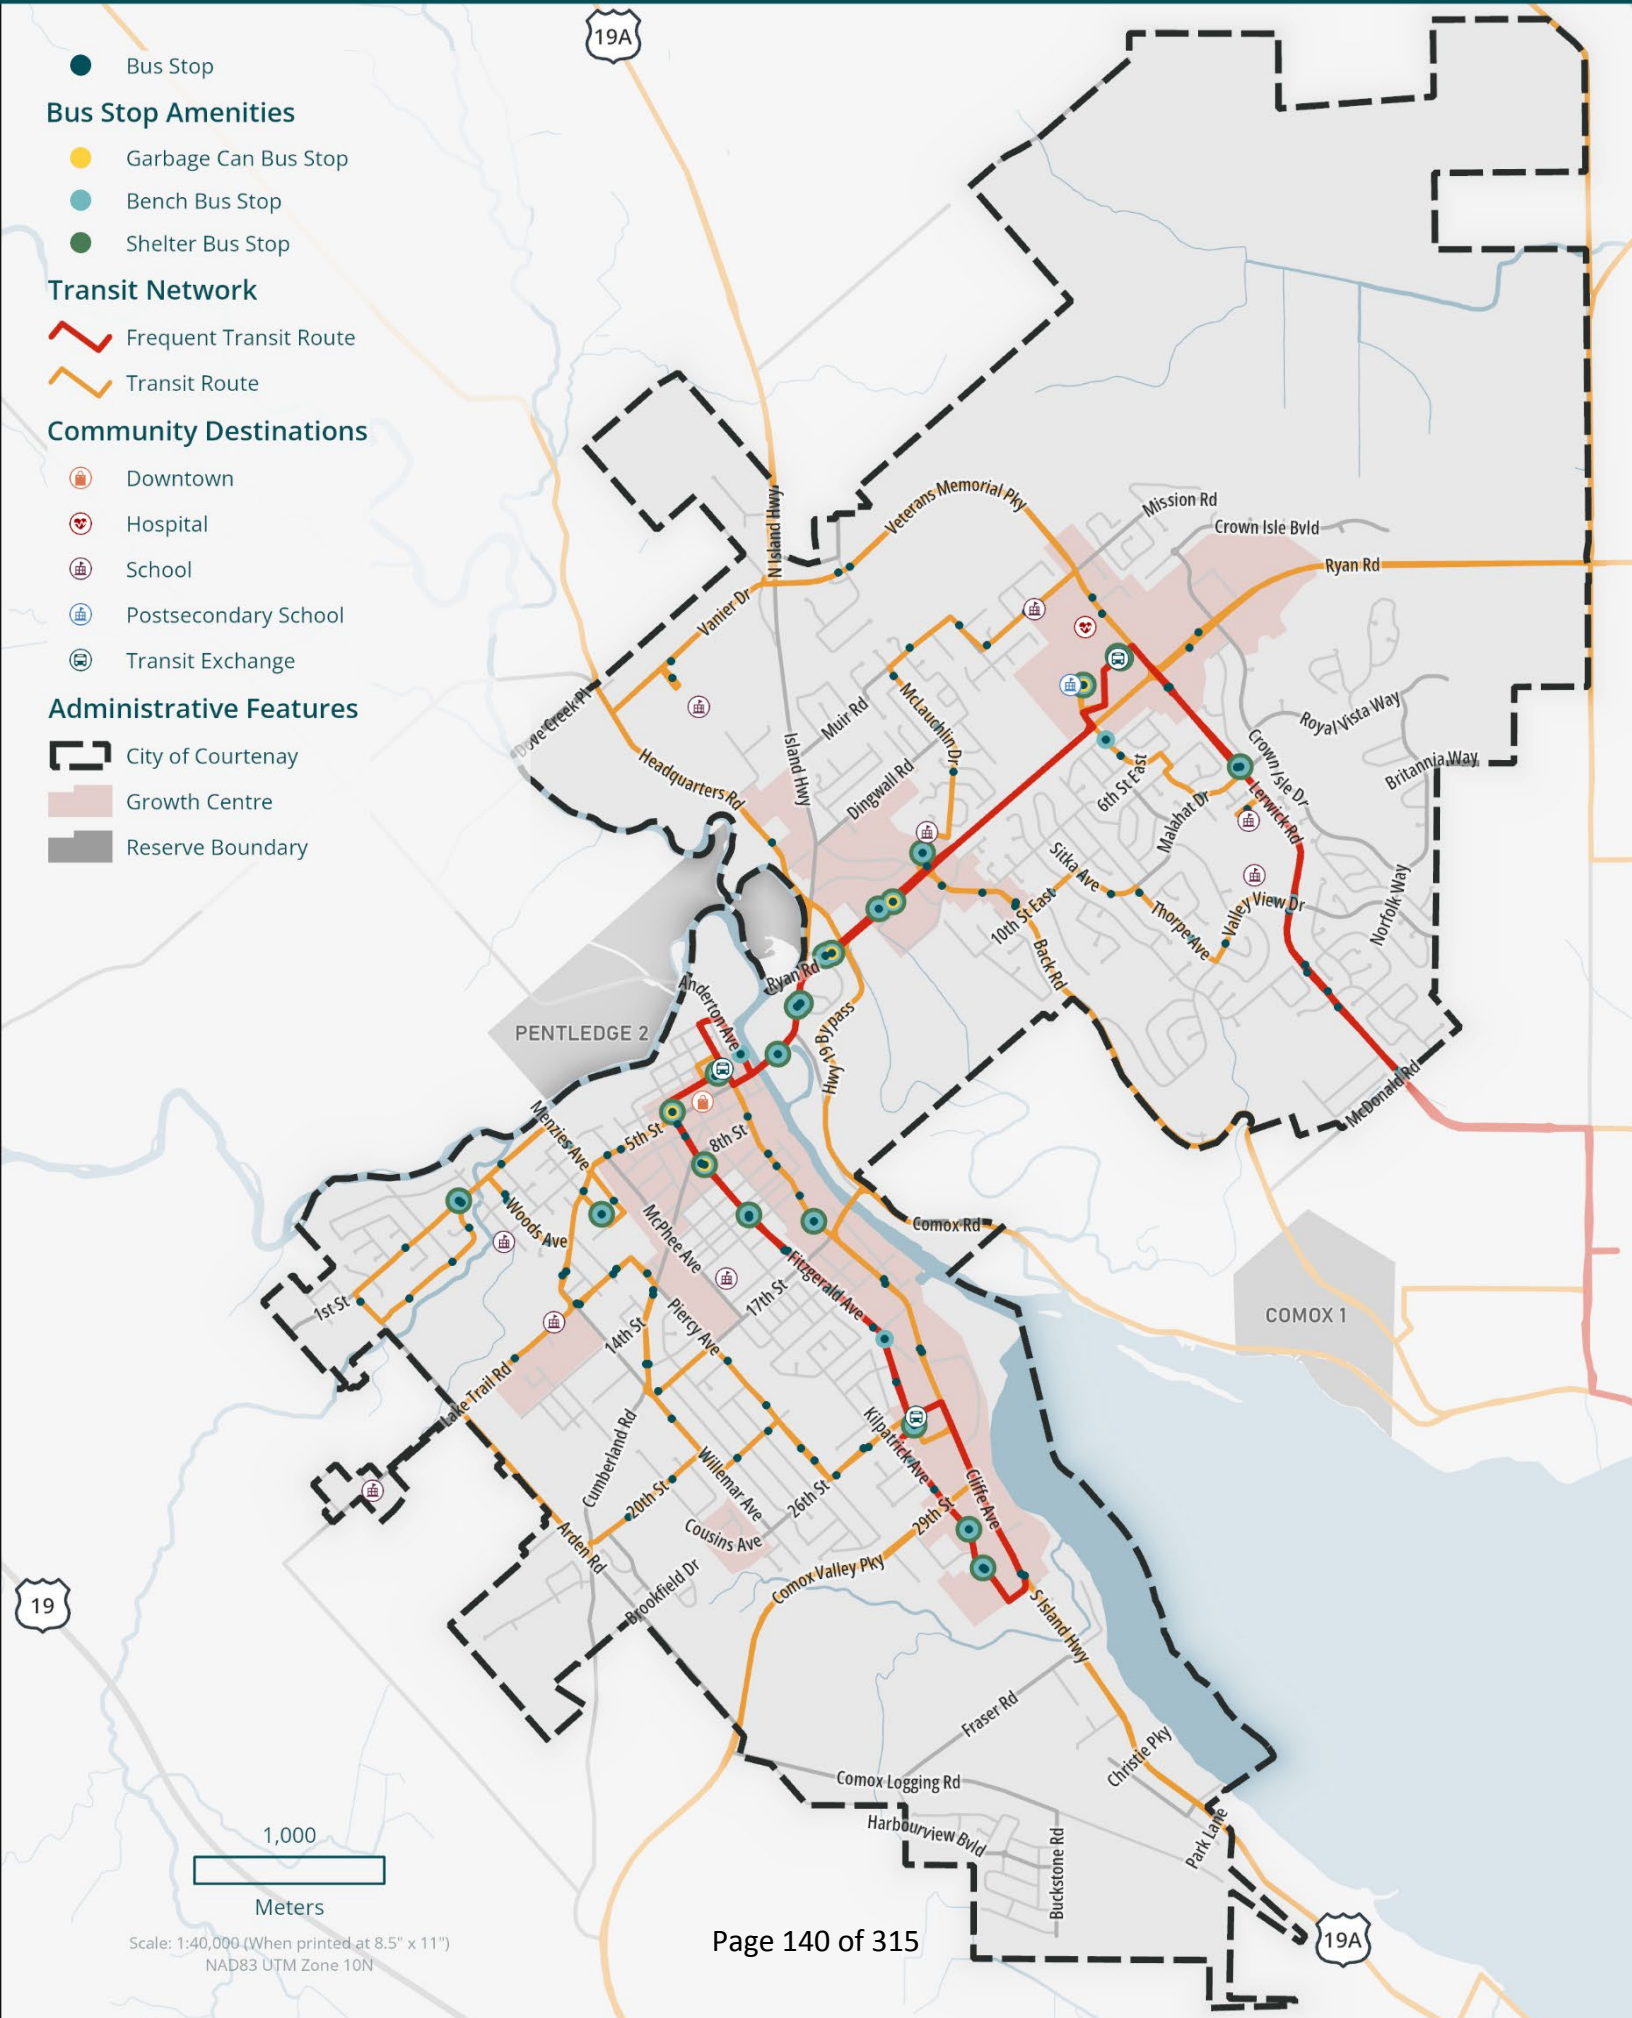 19A
Bus Stop
Bus Stop Amenities
Garbage Can Bus Stop
Bench Bus Stop
Shelter Bus Stop
Transit Network
Frequent Transit Route
Transit Route
Community Destinations
Downtown
Hospital
School
Postsecondary School
Transit Exchange
Administrative Features
City of Courtenay
Growth Centre
Reserve Boundary
Veterans Memorial Pky
Mission Rd
Crown Isle Bvld
N Island Hwy
Ryan Rd
Vanier Dr
Dove Creek Pl
McLaughlin Dr
Muir Rd
Royal Vista Way
Island Hwy
Crown Isle Dr
Britannia Way
Headquarters Rd
Dingwall Rd
6th St East
Malahat Dr
Lerwick Rd
Sitka Ave
Norfolk Way
10th St East
Thorpe Ave
Valley View Dr
Back Rd
Ryan Rd
Anderton Ave
PENTLEDGE 2
Hwy 19 Bypass
McDonald Rd
Menzies Ave
5th St
8th St
Woods Ave
McPhee Ave
Comox Rd
Fitzgerald Ave
17th St
1st St
14th St
Piercy Ave
COMOX 1
Lake Trail Rd
Cumberland Rd
Kilpatrick Ave
Willemar Ave
Cliffe Ave
20th St
26th St
29th St
Cousins Ave
Arden Rd
Comox Valley Pky
Brookfield Dr
19
S Island Hwy
Fraser Rd
Christie Pky
Comox Logging Rd
Harbourview Bvld
Park Lane
Buckstone Rd
1,000
Meters
Scale: 1:40,000 (When printed at 8.5" x 11")
NAD83 UTM Zone 10N
Page 140 of 315
19A